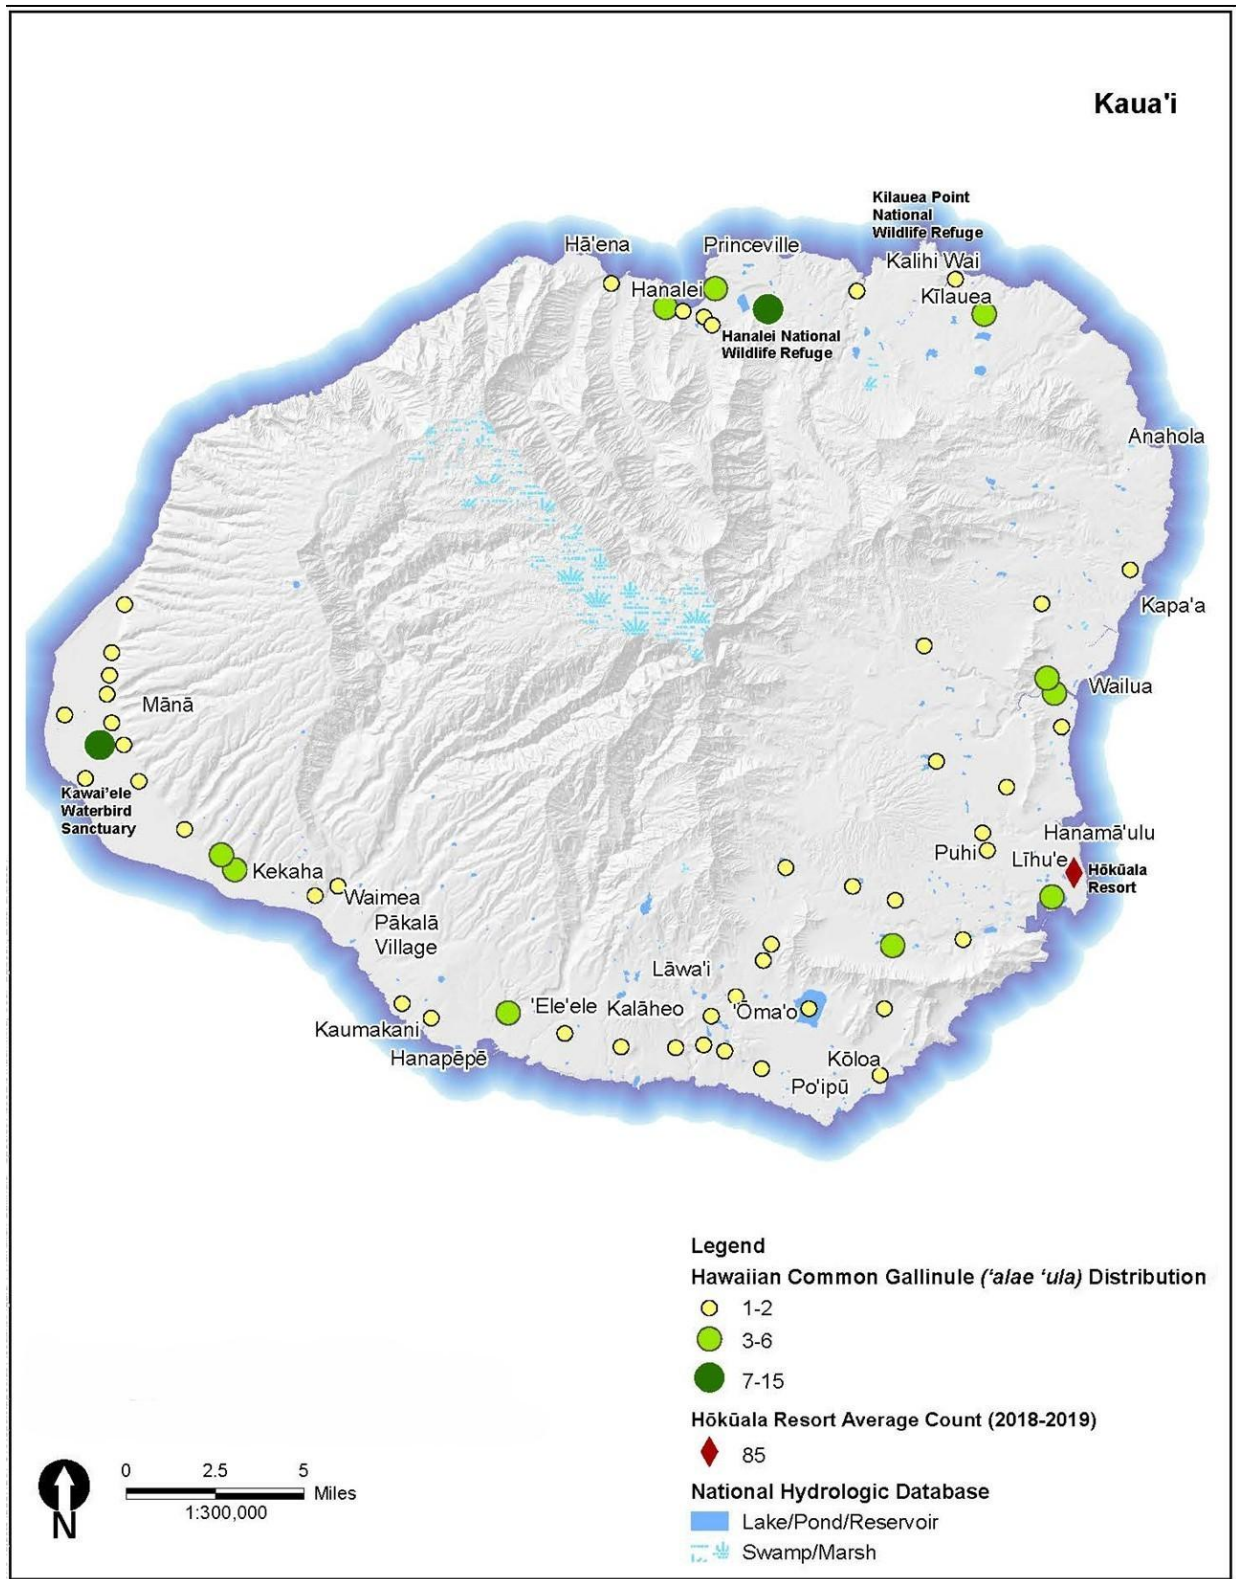 Kaua'i
Kilauea Point
National
Wildlife Refuge
Hā'ena
Princeville
Kalihi Wai
Hanalei
Kīlauea
Hanalei National
Wildlife Refuge
Anahola
Kapa'a
Wailua
Mānā
Kawai'ele
Waterbird
Sanctuary
Hanamā'ulu
Puhi
Līhu'e
Hōkūala
Resort
Kekaha
Waimea
Pākalā
Village
Lāwa'i
'Ele'ele
Kalāheo
'Ōma'o
Kaumakani
Hanapēpē
Kōloa
Po'ipū
Legend
Hawaiian Common Gallinule (‘alae ‘ula) Distribution
1-2
3-6
7-15
Hōkūala Resort Average Count (2018-2019)
85
National Hydrologic Database
Lake/Pond/Reservoir
Swamp/Marsh
0 2.5 5
Miles
1:300,000
N